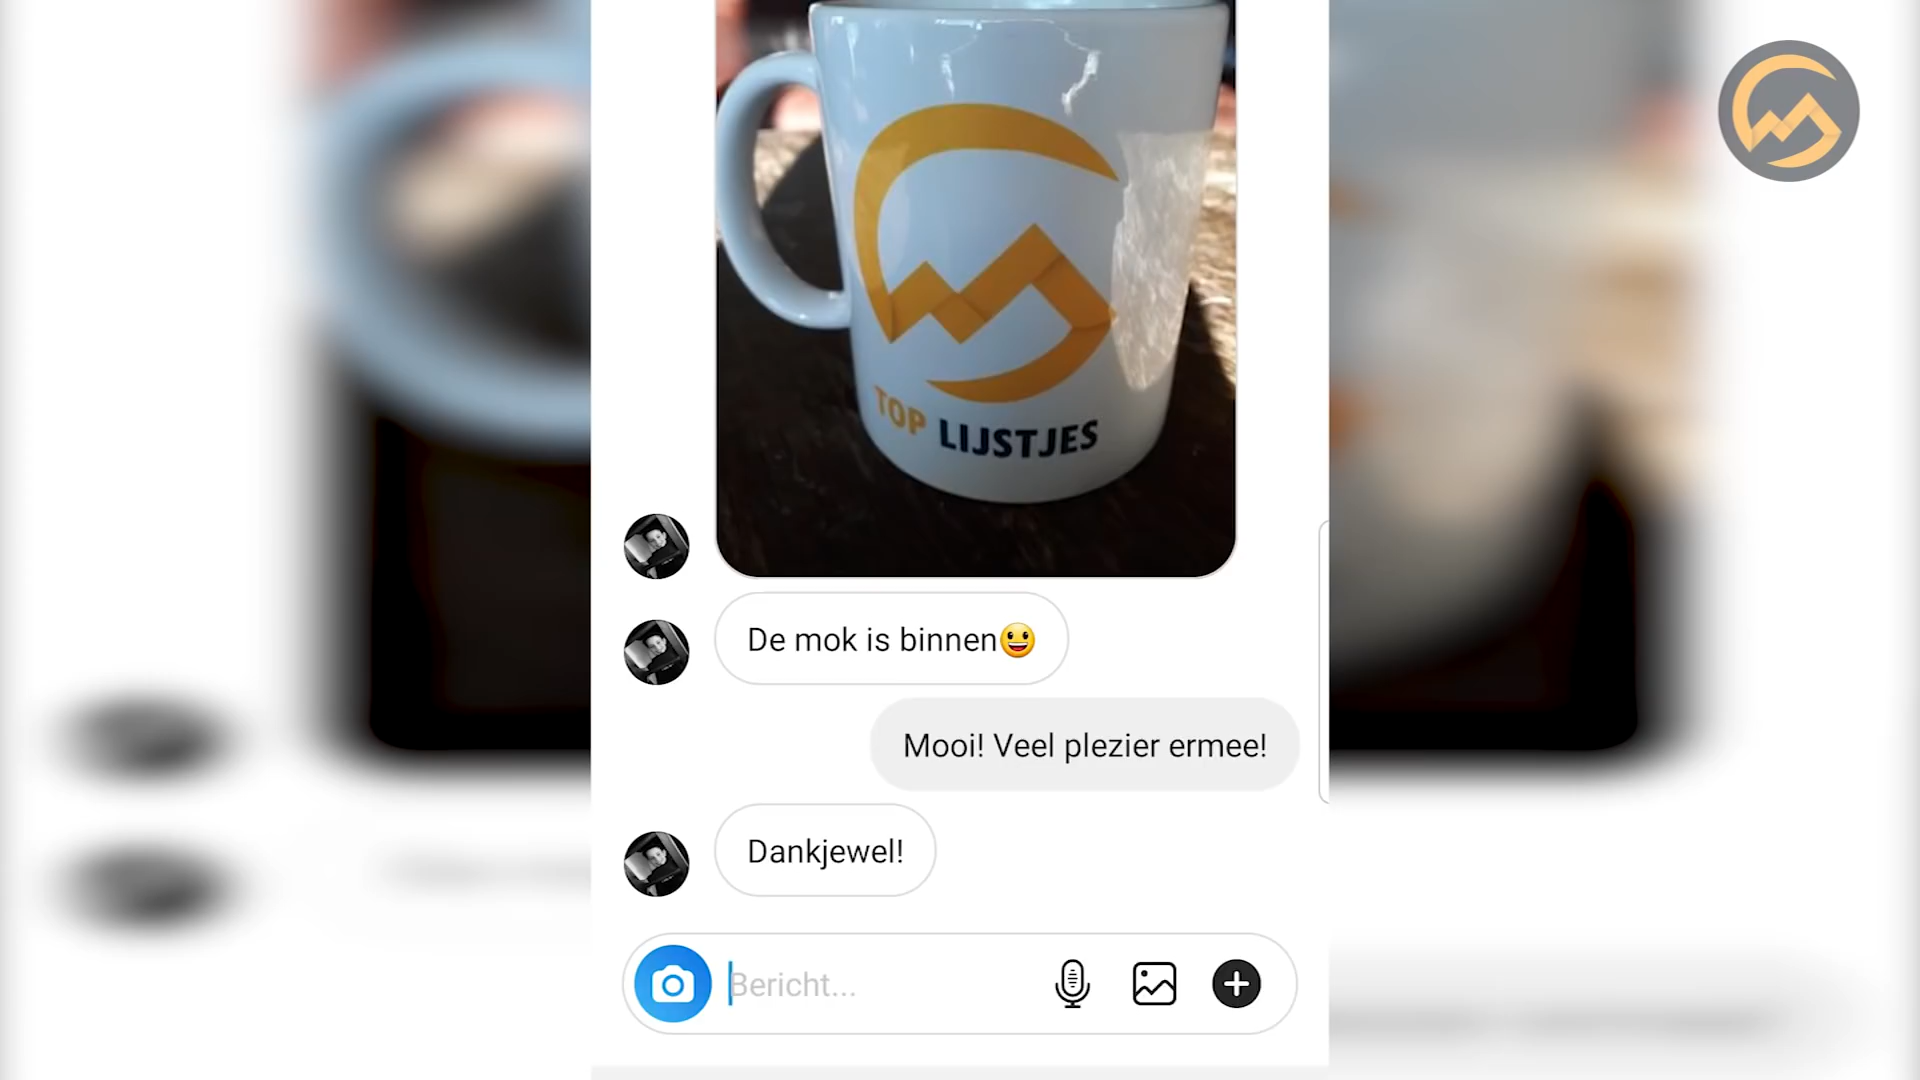 TOP LIJSTJES
De mok is binnen😀
Mooi! Veel plezier ermee!
Dankjewel!
Bericht...